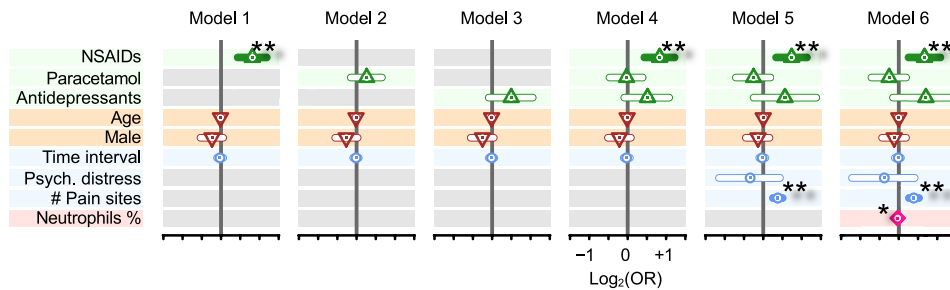 Model 1 Model 2 Model 3 Model 4 Model 5 Model 6
NSAIDs ** ** ** **
Paracetamol
Antidepressants
Age
Male
Time interval
Psych. distress
# Pain sites ** **
Neutrophils % *
−1 0 +1
Log₂(OR)